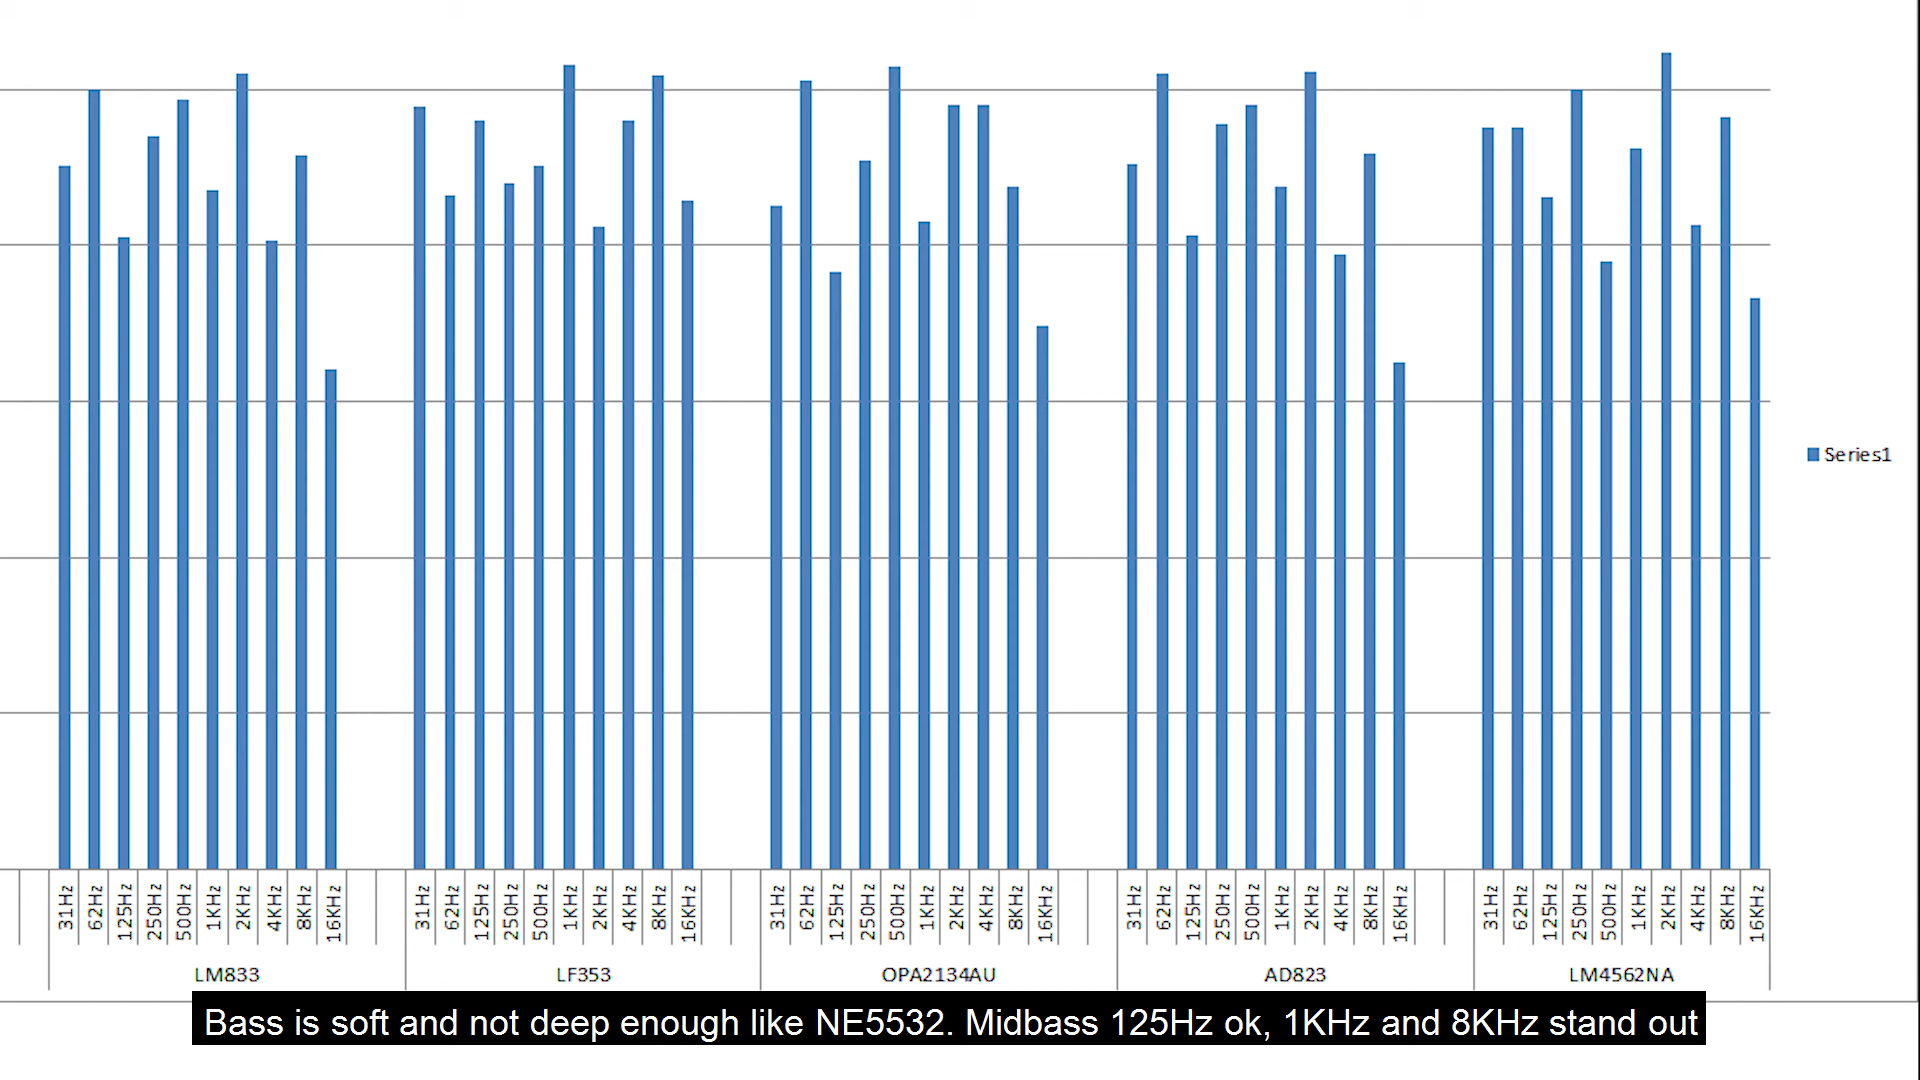 Series1
31Hz 62Hz 125Hz 250Hz 500Hz 1KHz 2KHz 4KHz 8KHz 16KHz 31Hz 62Hz 125Hz 250Hz 500Hz 1KHz 2KHz 4KHz 8KHz 16KHz 31Hz 62Hz 125Hz 250Hz 500Hz 1KHz 2KHz 4KHz 8KHz 16KHz 31Hz 62Hz 125Hz 250Hz 500Hz 1KHz 2KHz 4KHz 8KHz 16KHz 31Hz 62Hz 125Hz 250Hz 500Hz 1KHz 2KHz 4KHz 8KHz 16KHz
LM833 LF353 OPA2134AU AD823 LM4562NA
Bass is soft and not deep enough like NE5532. Midbass 125Hz ok, 1KHz and 8KHz stand out